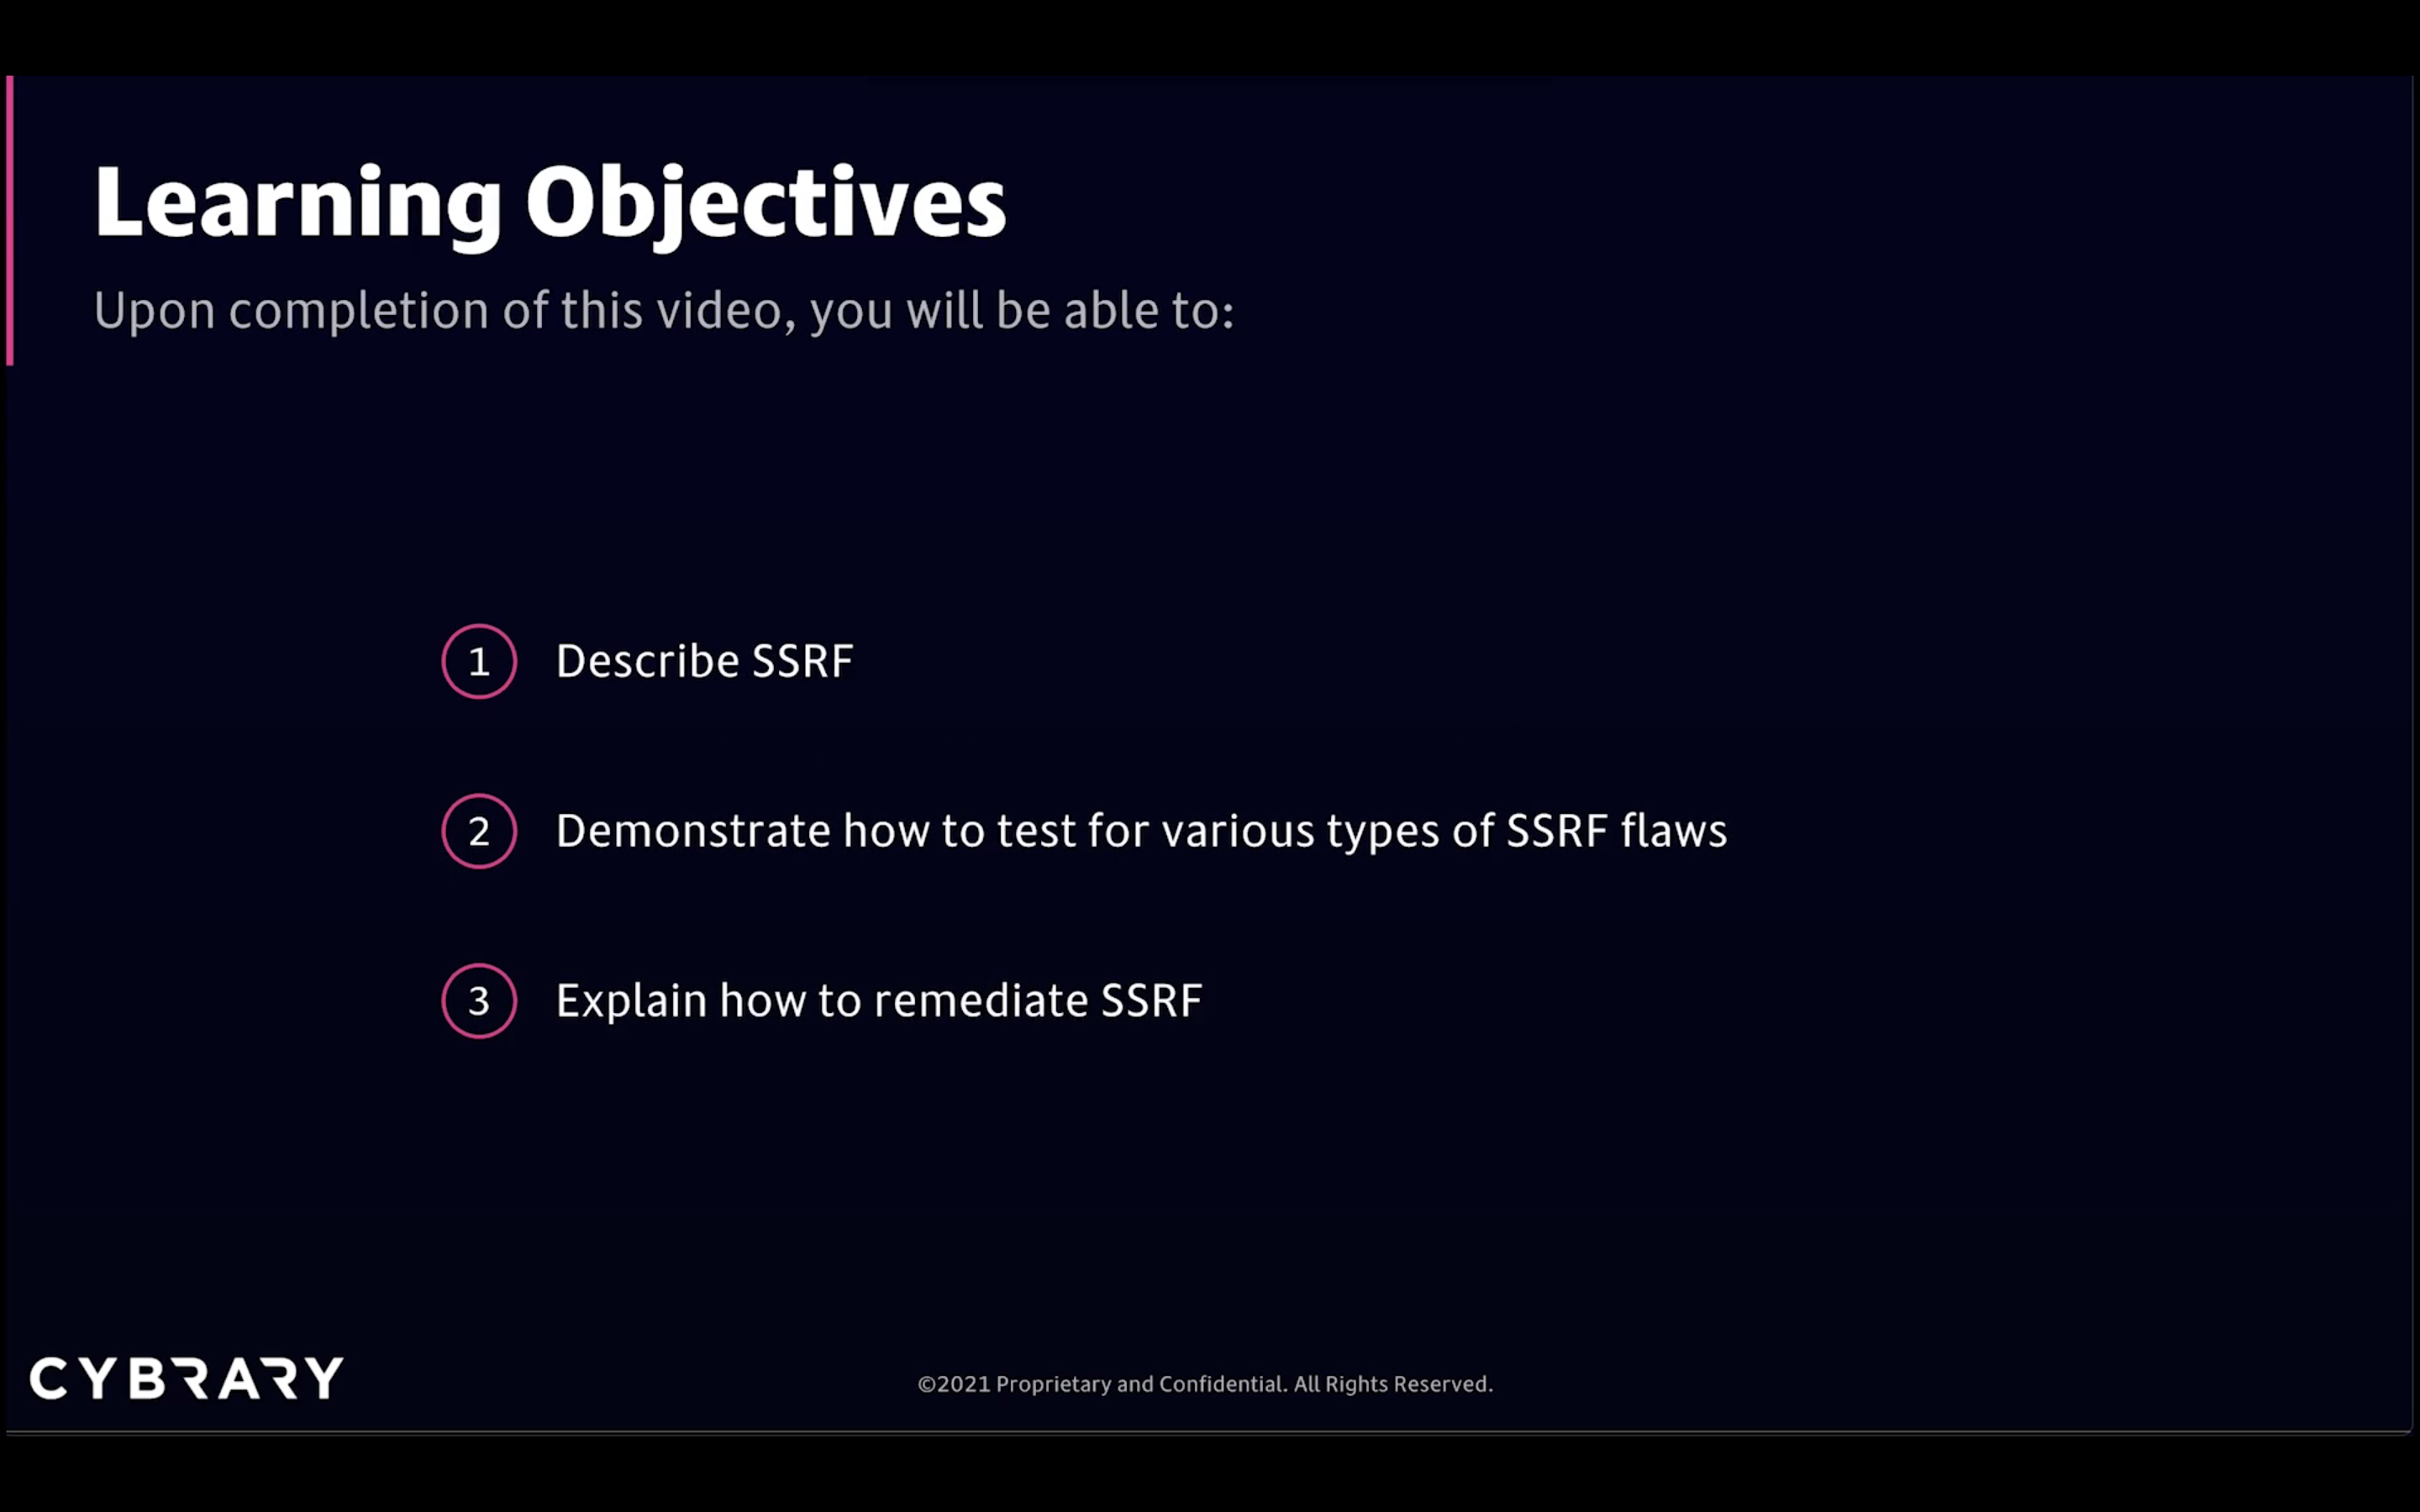 Learning Objectives
Upon completion of this video, you will be able to:
1 Describe SSRF
2 Demonstrate how to test for various types of SSRF flaws
3 Explain how to remediate SSRF
CYBRARY
©2021 Proprietary and Confidential. All Rights Reserved.